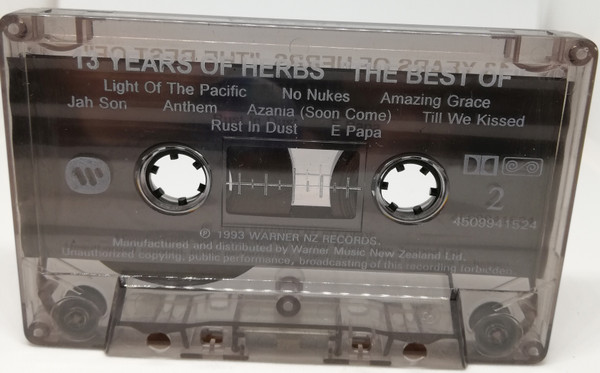 13 YEARS OF HERBS THE BEST OF
Light Of The Pacific No Nukes Amazing Grace
Jah Son Anthem Azania (Soon Come) Till We Kissed
Rust In Dust E Papa
2
4509941624
℗ 1993 WARNER NZ RECORDS.
Manufactured and distributed by Warner Music New Zealand Ltd.
Unauthorized copying, public performance, broadcasting of this recording forbidden.